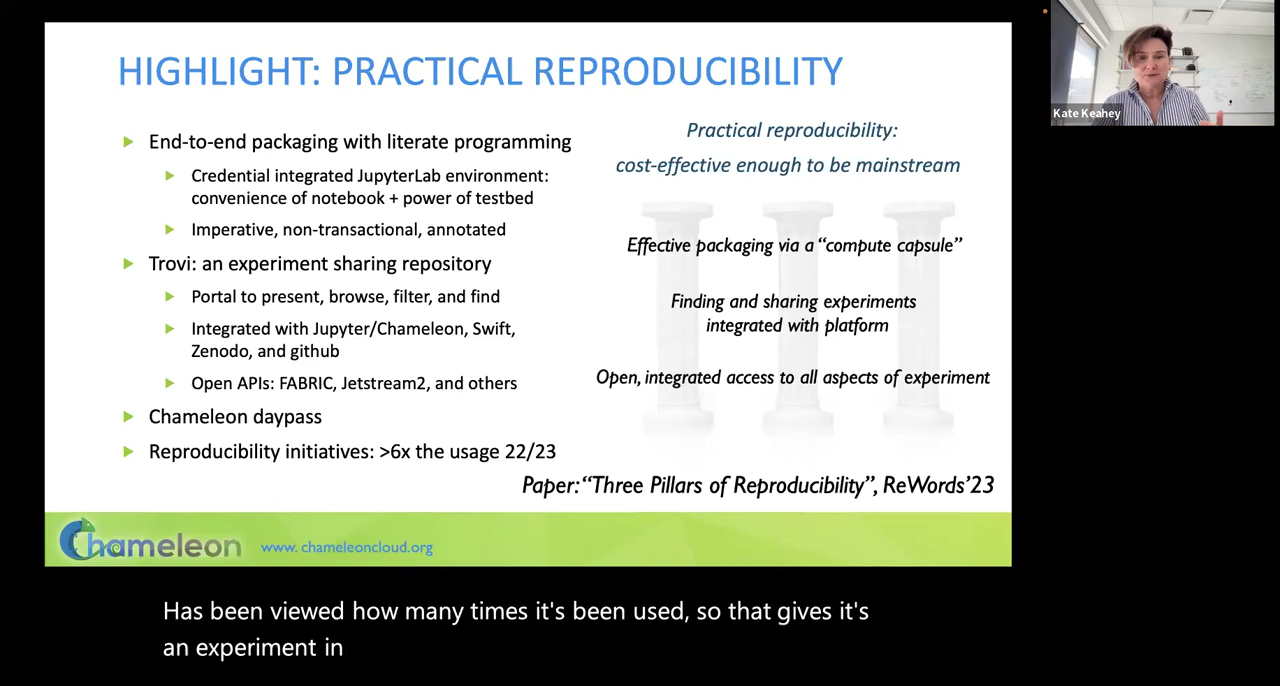 HIGHLIGHT: PRACTICAL REPRODUCIBILITY
End-to-end packaging with literate programming
Credential integrated JupyterLab environment:
convenience of notebook + power of testbed
Imperative, non-transactional, annotated
Trovi: an experiment sharing repository
Portal to present, browse, filter, and find
Integrated with Jupyter/Chameleon, Swift,
Zenodo, and github
Open APIs: FABRIC, Jetstream2, and others
Chameleon daypass
Reproducibility initiatives: >6x the usage 22/23
Practical reproducibility:
cost-effective enough to be mainstream
Effective packaging via a “compute capsule”
Finding and sharing experiments
integrated with platform
Open, integrated access to all aspects of experiment
Paper: “Three Pillars of Reproducibility”, ReWords’23
Chameleon
www. chameleoncloud.org
Kate Keahey
Has been viewed how many times it's been used, so that gives it's
an experiment in